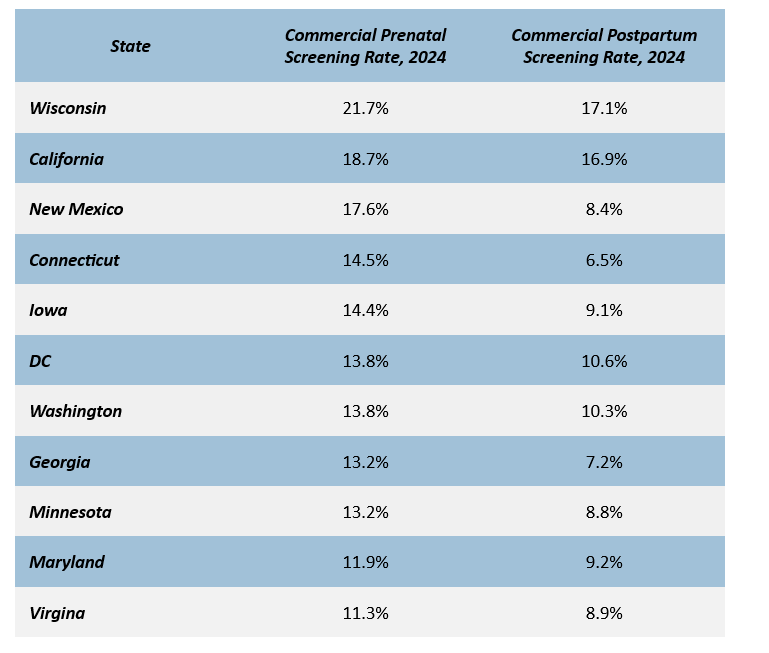 State Commercial Prenatal Screening Rate, 2024 Commercial Postpartum Screening Rate, 2024
Wisconsin 21.7% 17.1%
California 18.7% 16.9%
New Mexico 17.6% 8.4%
Connecticut 14.5% 6.5%
Iowa 14.4% 9.1%
DC 13.8% 10.6%
Washington 13.8% 10.3%
Georgia 13.2% 7.2%
Minnesota 13.2% 8.8%
Maryland 11.9% 9.2%
Virgina 11.3% 8.9%